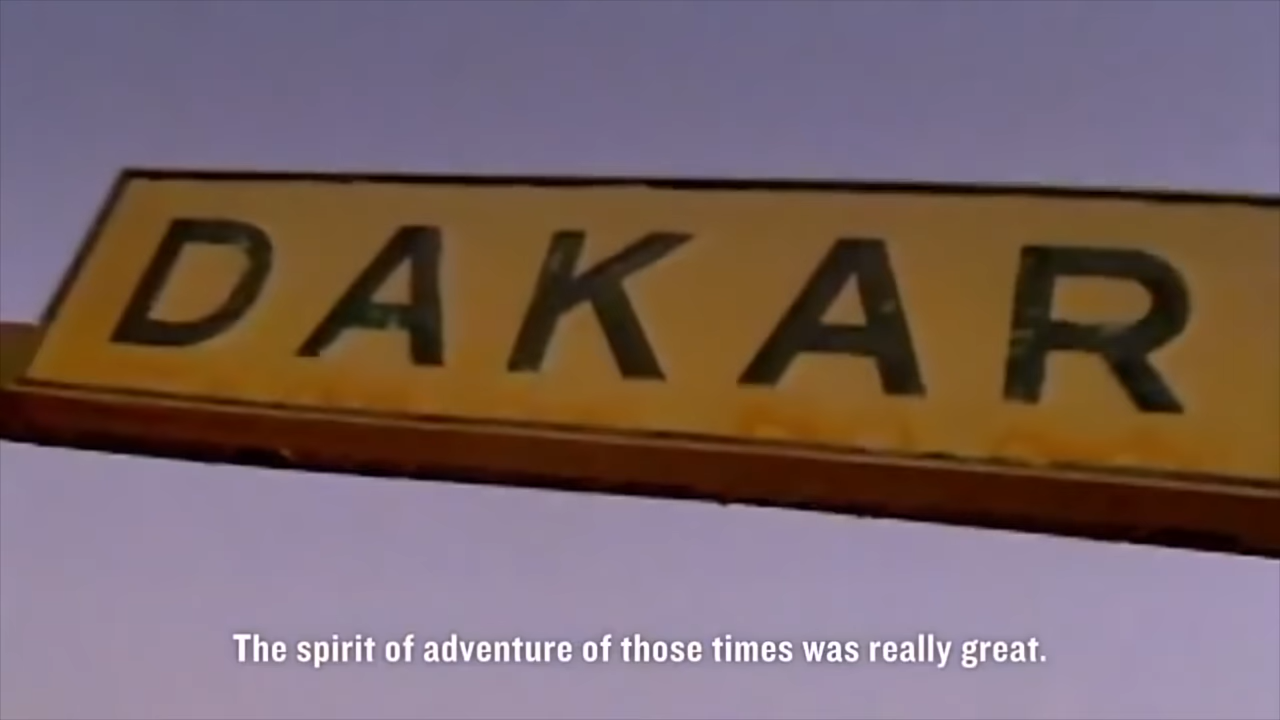 DAKAR
The spirit of adventure of those times was really great.